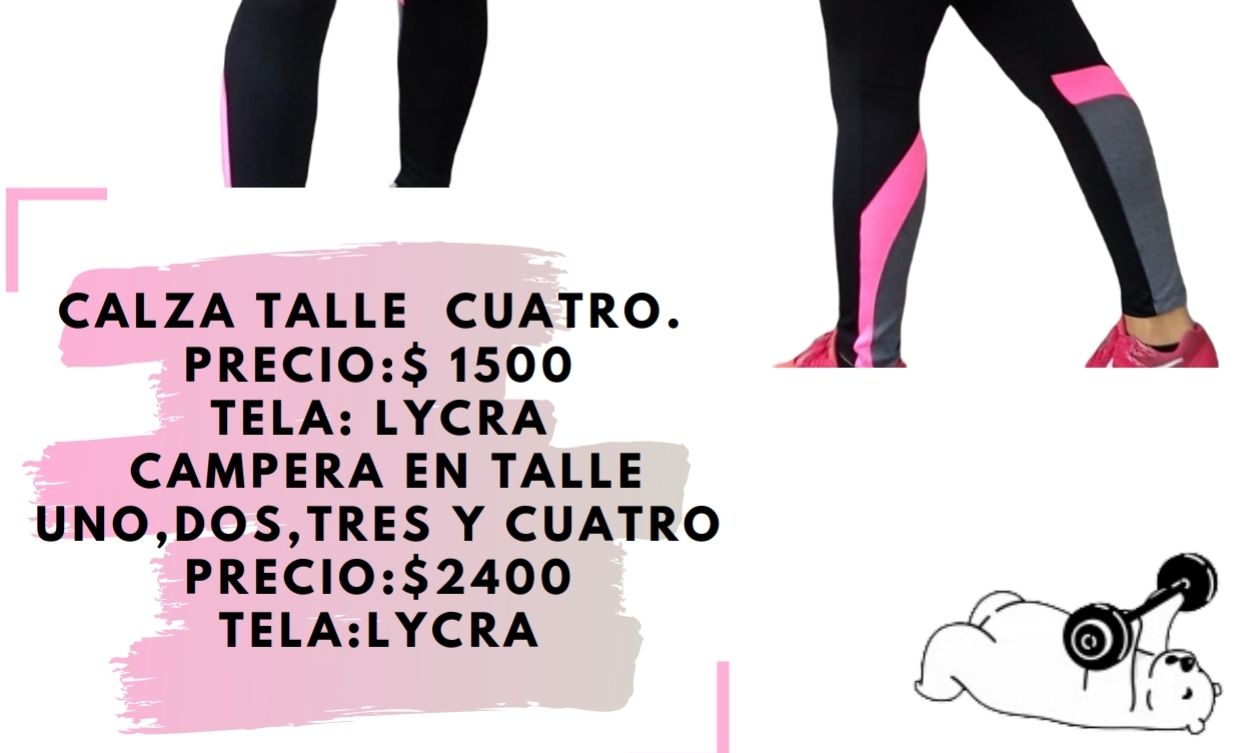 CALZA TALLE  CUATRO.
PRECIO:$ 1500
TELA: LYCRA
CAMPERA EN TALLE
UNO,DOS,TRES Y CUATRO
PRECIO:$2400
TELA:LYCRA